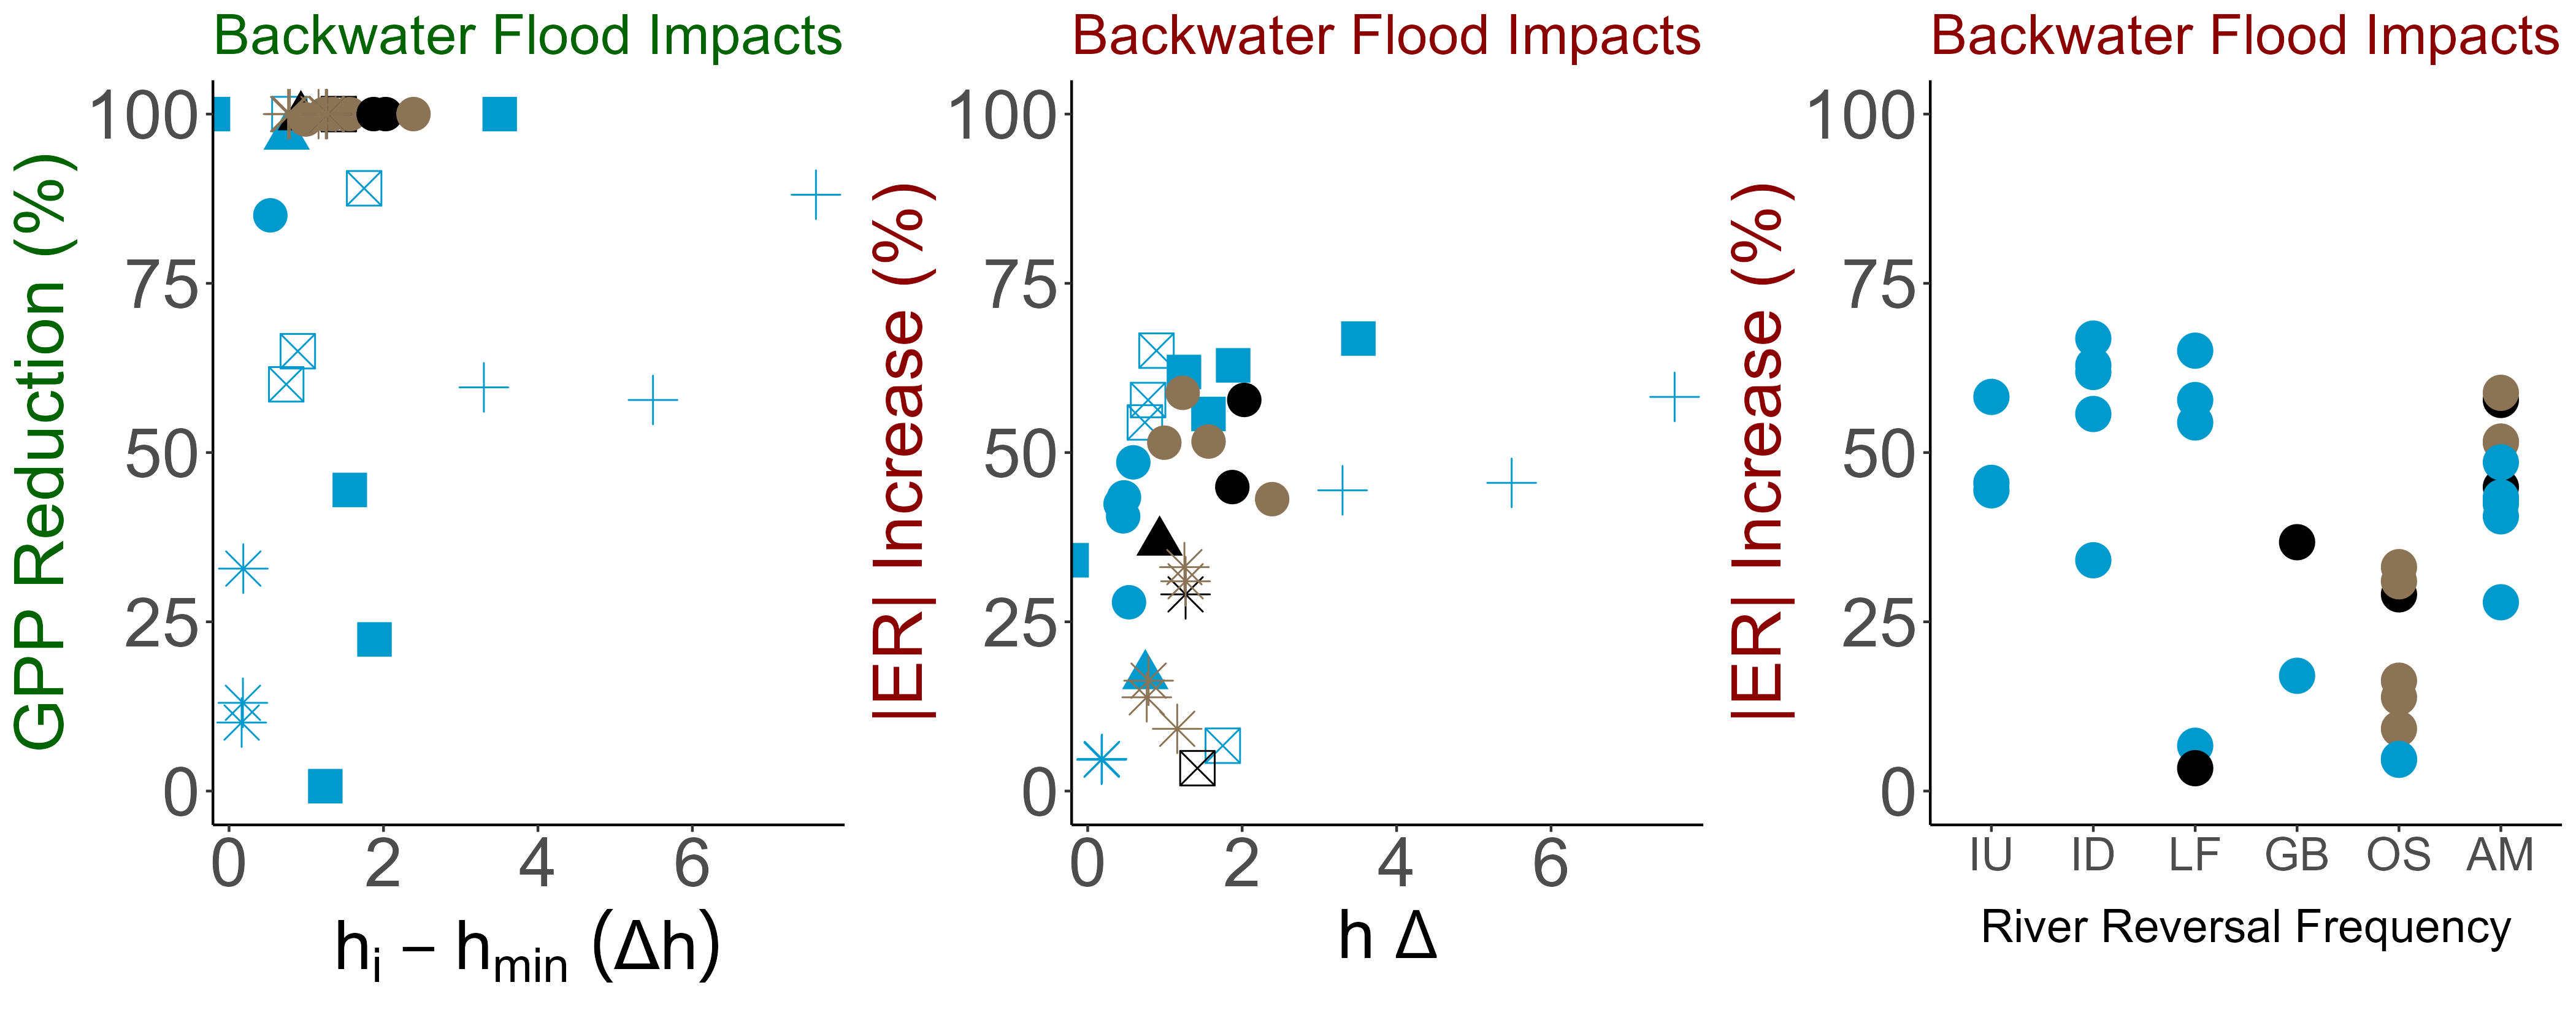 Backwater Flood Impacts
GPP Reduction (%)
100
75
50
25
0
0 2 4 6
hi − hmin (Δh)
Backwater Flood Impacts
|ER| Increase (%)
100
75
50
25
0
0 2 4 6
h Δ
Backwater Flood Impacts
|ER| Increase (%)
100
75
50
25
0
IU ID LF GB OS AM
River Reversal Frequency